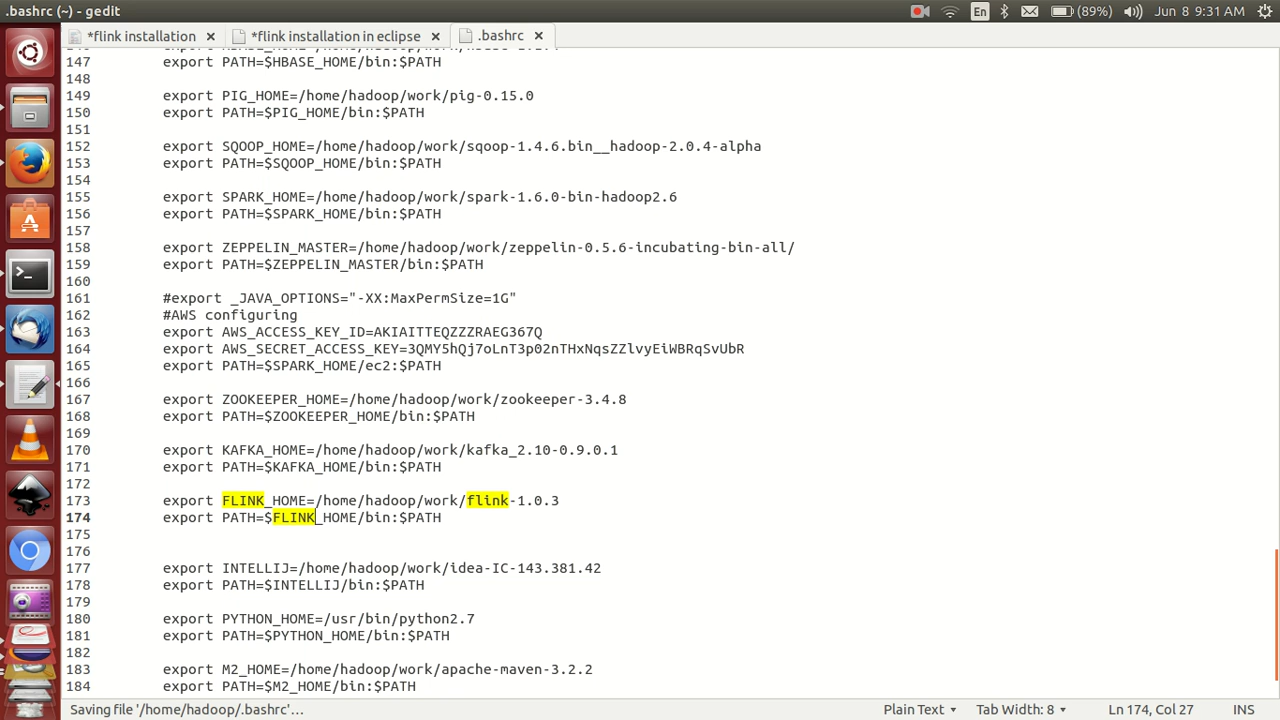 .bashrc (~) - gedit
En
(89%)
Jun 8 9:31 AM
*flink installation
*flink installation in eclipse
.bashrc
147 export PATH=$HBASE_HOME/bin:$PATH
148
149 export PIG_HOME=/home/hadoop/work/pig-0.15.0
150 export PATH=$PIG_HOME/bin:$PATH
151
152 export SQOOP_HOME=/home/hadoop/work/sqoop-1.4.6.bin__hadoop-2.0.4-alpha
153 export PATH=$SQOOP_HOME/bin:$PATH
154
155 export SPARK_HOME=/home/hadoop/work/spark-1.6.0-bin-hadoop2.6
156 export PATH=$SPARK_HOME/bin:$PATH
157
158 export ZEPPELIN_MASTER=/home/hadoop/work/zeppelin-0.5.6-incubating-bin-all/
159 export PATH=$ZEPPELIN_MASTER/bin:$PATH
160
161 #export _JAVA_OPTIONS="-XX:MaxPermSize=1G"
162 #AWS configuring
163 export AWS_ACCESS_KEY_ID=AKIAITTEQZZZRAEG367Q
164 export AWS_SECRET_ACCESS_KEY=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
165 export PATH=$SPARK_HOME/ec2:$PATH
166
167 export ZOOKEEPER_HOME=/home/hadoop/work/zookeeper-3.4.8
168 export PATH=$ZOOKEEPER_HOME/bin:$PATH
169
170 export KAFKA_HOME=/home/hadoop/work/kafka_2.10-0.9.0.1
171 export PATH=$KAFKA_HOME/bin:$PATH
172
173 export FLINK_HOME=/home/hadoop/work/flink-1.0.3
174 export PATH=$FLINK_HOME/bin:$PATH
175
176
177 export INTELLIJ=/home/hadoop/work/idea-IC-143.381.42
178 export PATH=$INTELLIJ/bin:$PATH
179
180 export PYTHON_HOME=/usr/bin/python2.7
181 export PATH=$PYTHON_HOME/bin:$PATH
182
183 export M2_HOME=/home/hadoop/work/apache-maven-3.2.2
184 export PATH=$M2_HOME/bin:$PATH
Saving file '/home/hadoop/.bashrc'…
Plain Text
Tab Width: 8
Ln 174, Col 27
INS